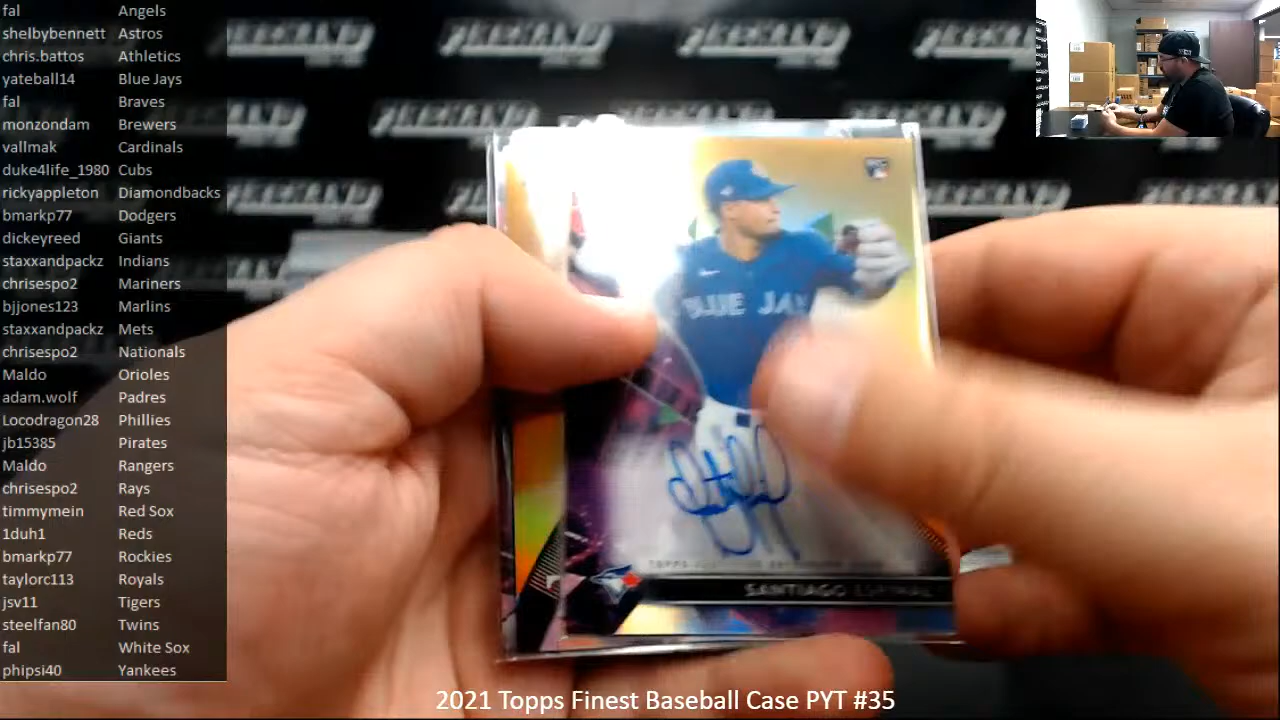 fal Angels
shelbybennett Astros
chris.battos Athletics
yateball14 Blue Jays
fal Braves
monzondam Brewers
vallmak Cardinals
duke4life_1980 Cubs
rickyappleton Diamondbacks
bmarkp77 Dodgers
dickeyreed Giants
staxxandpackz Indians
chrisespo2 Mariners
bjjones123 Marlins
staxxandpackz Mets
chrisespo2 Nationals
Maldo Orioles
adam.wolf Padres
Locodragon28 Phillies
jb15385 Pirates
Maldo Rangers
chrisespo2 Rays
timmymein Red Sox
1duh1 Reds
bmarkp77 Rockies
taylorc113 Royals
jsv11 Tigers
steelfan80 Twins
fal White Sox
phipsi40 Yankees
BLUE JAY
SANTIAGO ESPINAL
2021 Topps Finest Baseball Case PYT #35